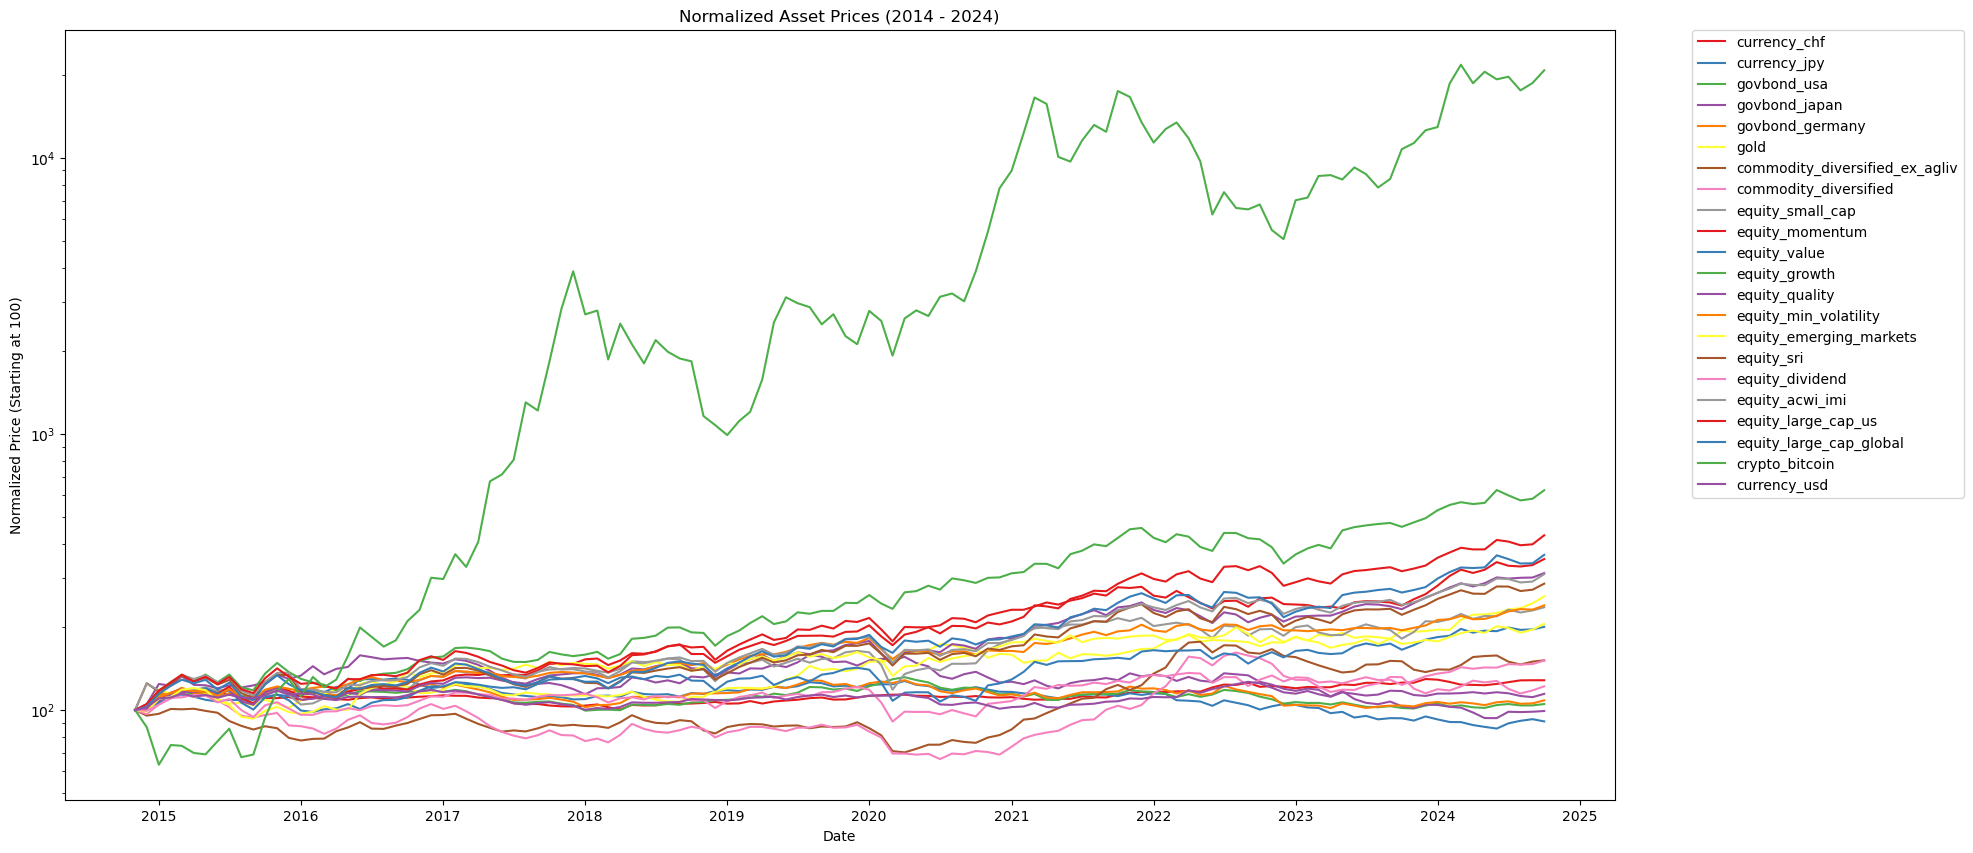 Normalized Asset Prices (2014 - 2024)
Normalized Price (Starting at 100)
10^4
10^3
10^2
2015
2016
2017
2018
2019
2020
2021
2022
2023
2024
2025
Date
currency_chf
currency_jpy
govbond_usa
govbond_japan
govbond_germany
gold
commodity_diversified_ex_agliv
commodity_diversified
equity_small_cap
equity_momentum
equity_value
equity_growth
equity_quality
equity_min_volatility
equity_emerging_markets
equity_sri
equity_dividend
equity_acwi_imi
equity_large_cap_us
equity_large_cap_global
crypto_bitcoin
currency_usd